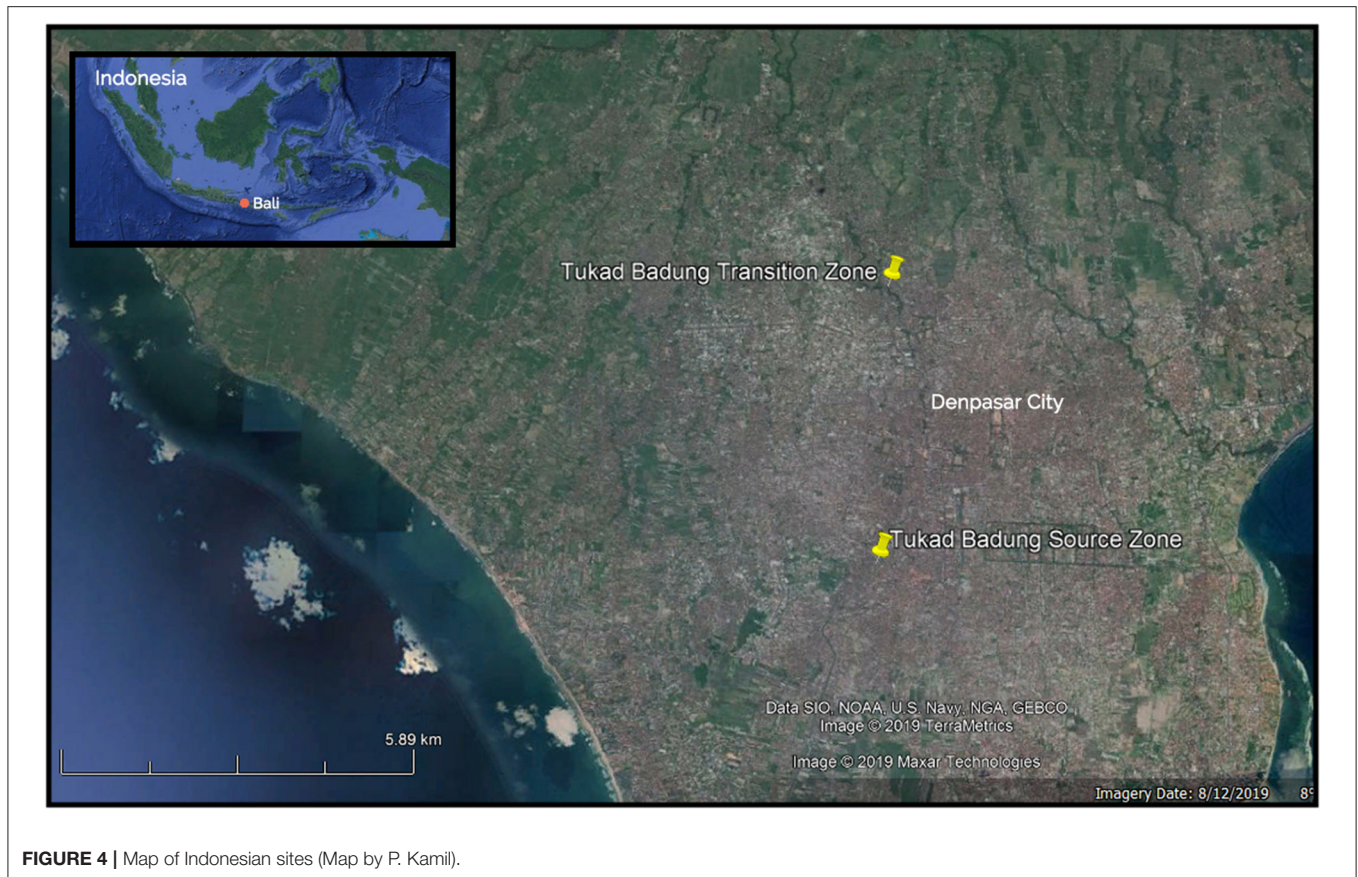 Indonesia
Bali
Tukad Badung Transition Zone
Denpasar City
Tukad Badung Source Zone
Data SIO, NOAA, U.S. Navy, NGA, GEBCO
Image © 2019 TerraMetrics
5.89 km
Image © 2019 Maxar Technologies
Imagery Date: 8/12/2019 8°
FIGURE 4 | Map of Indonesian sites (Map by P. Kamil).